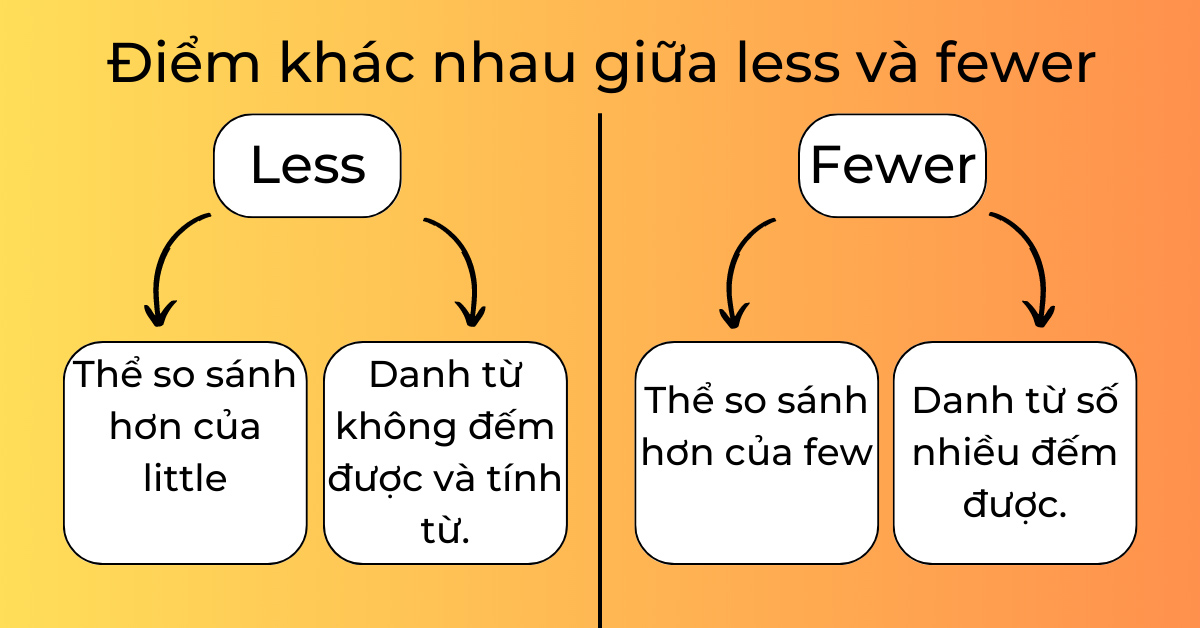 Điểm khác nhau giữa less và fewer
Less
Fewer
Thể so sánh
hơn của
little
Danh từ
không đếm
được và tính
từ.
Thể so sánh
hơn của few
Danh từ số
nhiều đếm
được.